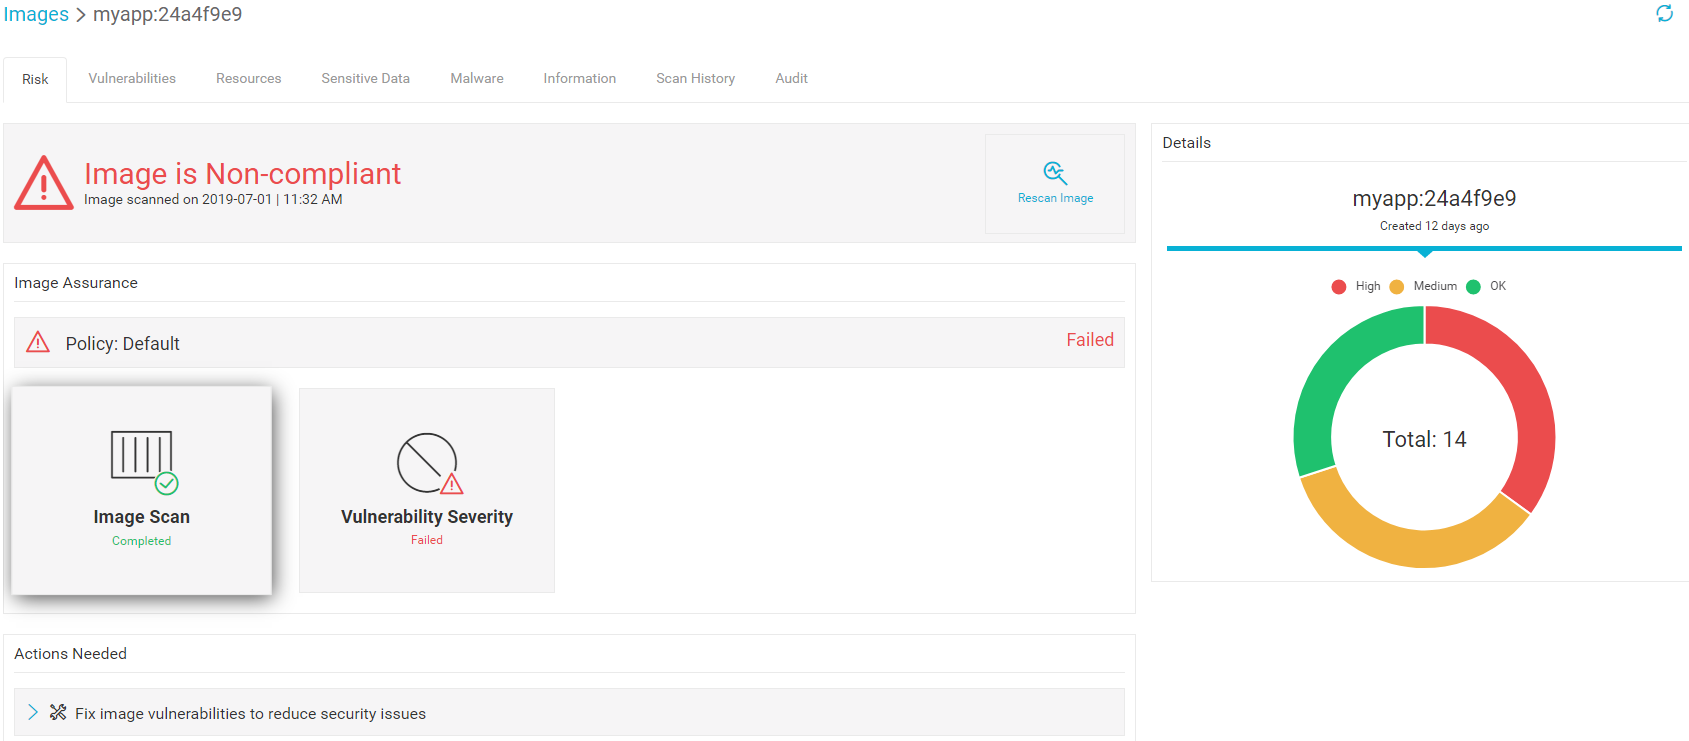 Images > myapp:24a4f9e9
Risk
Vulnerabilities
Resources
Sensitive Data
Malware
Information
Scan History
Audit
Image is Non-compliant
Image scanned on 2019-07-01 | 11:32 AM
Rescan Image
Image Assurance
Policy: Default
Failed
Image Scan
Completed
Vulnerability Severity
Failed
Actions Needed
Fix image vulnerabilities to reduce security issues
Details
myapp:24a4f9e9
Created 12 days ago
High
Medium
OK
Total: 14